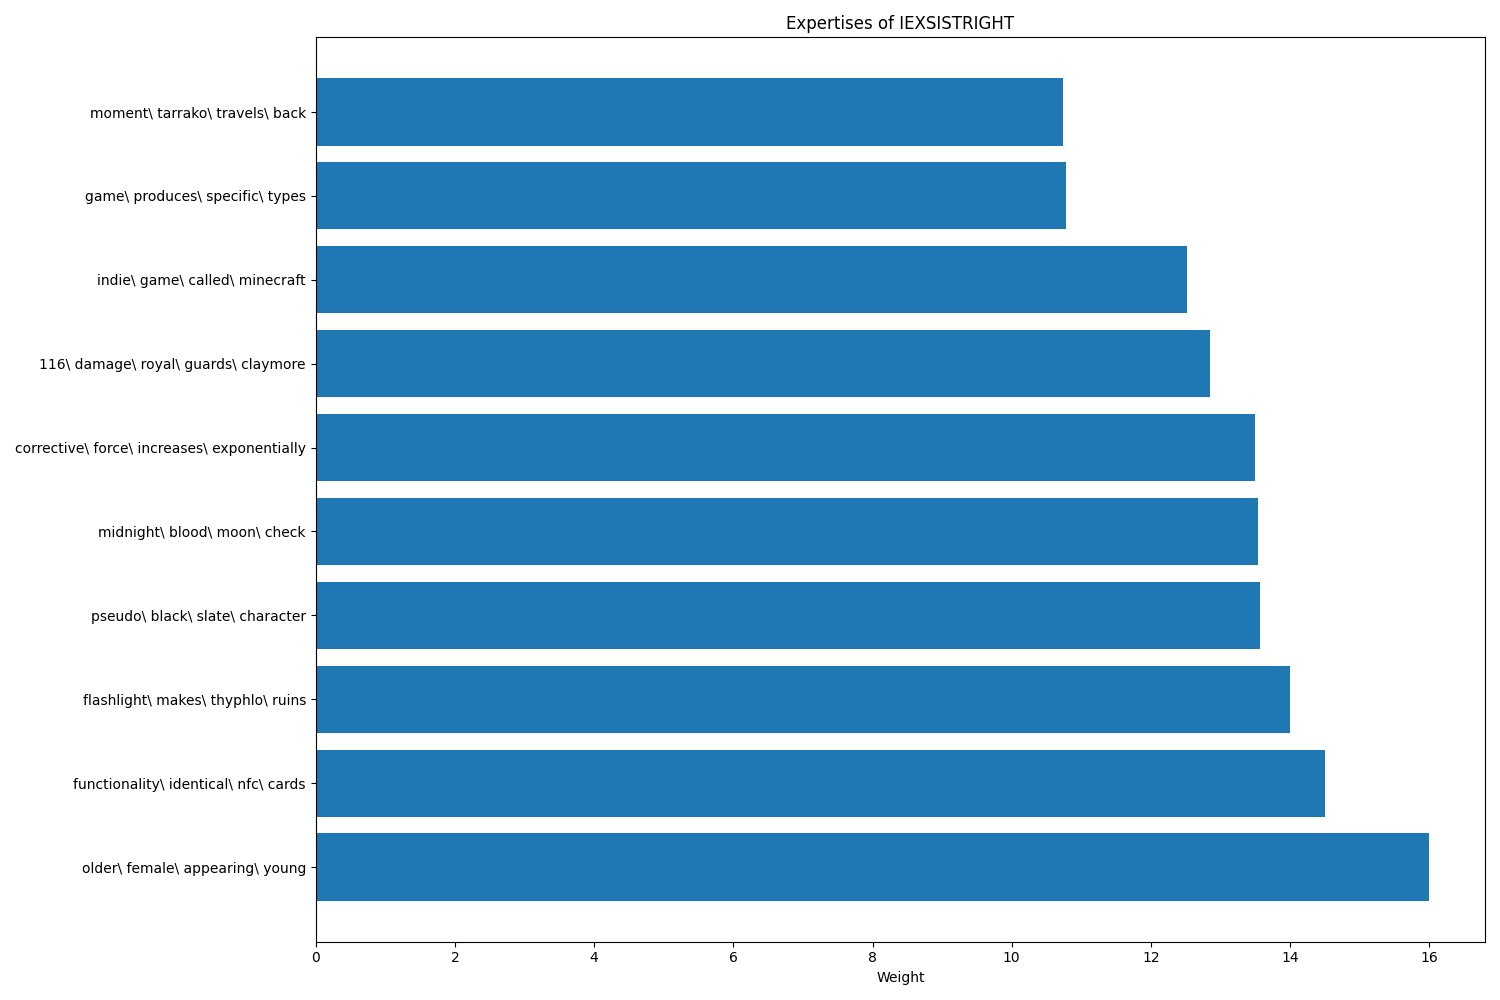 Expertises of IEXSISTRIGHT
moment\ tarrako\ travels\ back
game\ produces\ specific\ types
indie\ game\ called\ minecraft
116\ damage\ royal\ guards\ claymore
corrective\ force\ increases\ exponentially
midnight\ blood\ moon\ check
pseudo\ black\ slate\ character
flashlight\ makes\ thyphlo\ ruins
functionality\ identical\ nfc\ cards
older\ female\ appearing\ young
0 2 4 6 8 10 12 14 16
Weight